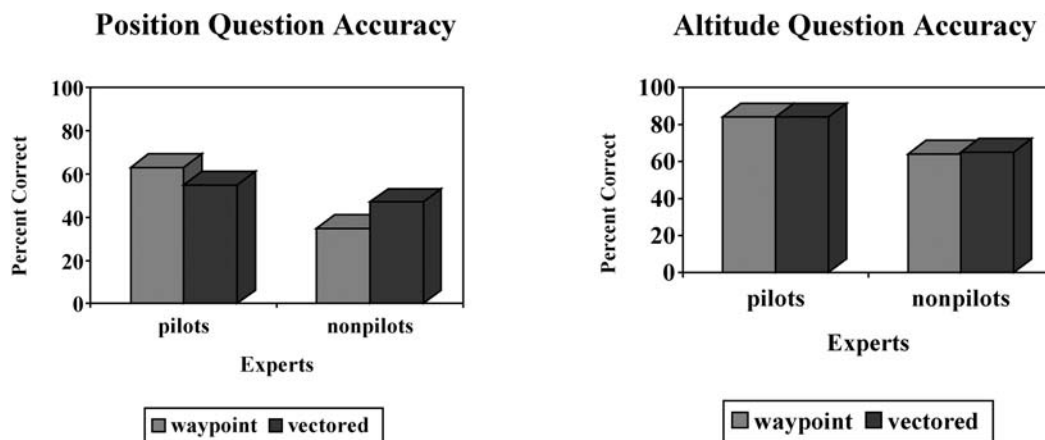 Position Question Accuracy
100
80
60
40
20
0
Percent Correct
pilots
nonpilots
Experts
waypoint
vectored
Altitude Question Accuracy
100
80
60
40
20
0
Percent Correct
pilots
nonpilots
Experts
waypoint
vectored